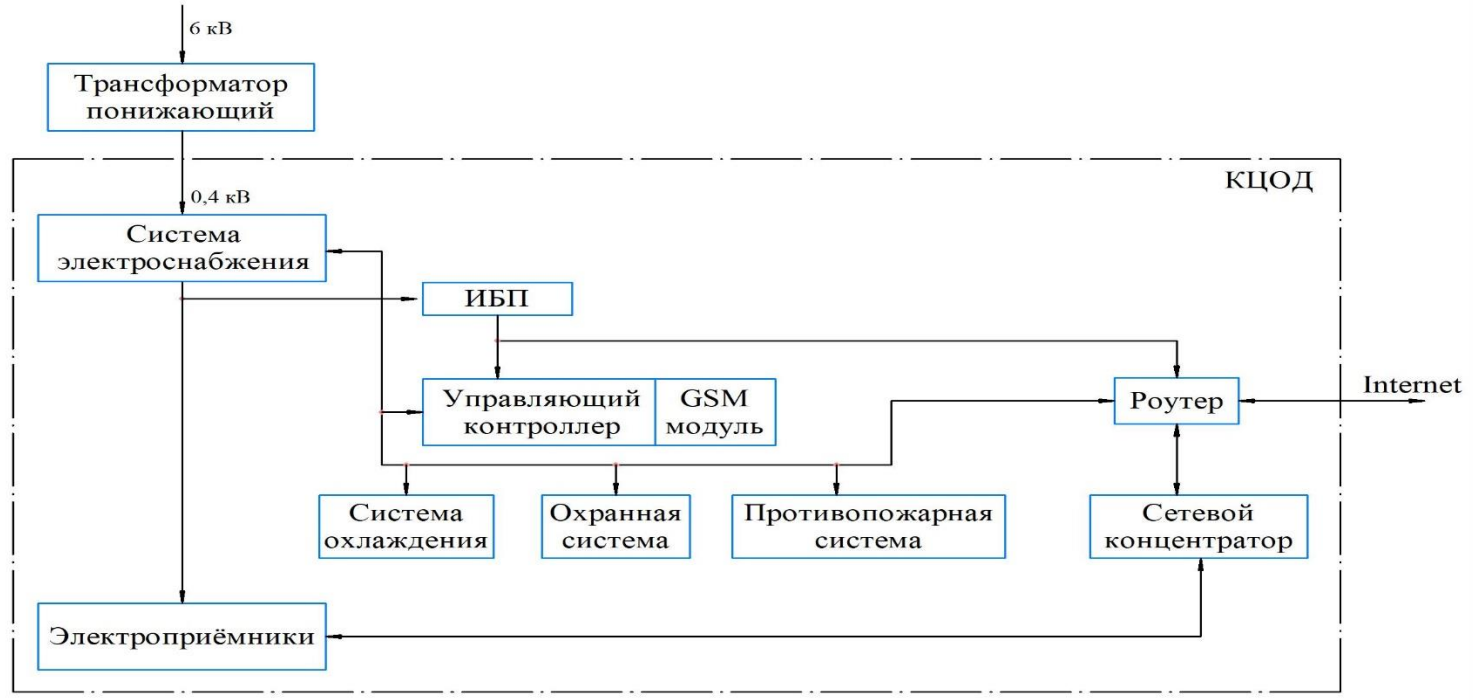 6 кВ
Трансформатор
понижающий
КЦОД
0,4 кВ
Система
электроснабжения
ИБП
Управляющий
контроллер
GSM
модуль
Роутер
Internet
Система
охлаждения
Охранная
система
Противопожарная
система
Сетевой
концентратор
Электроприёмники